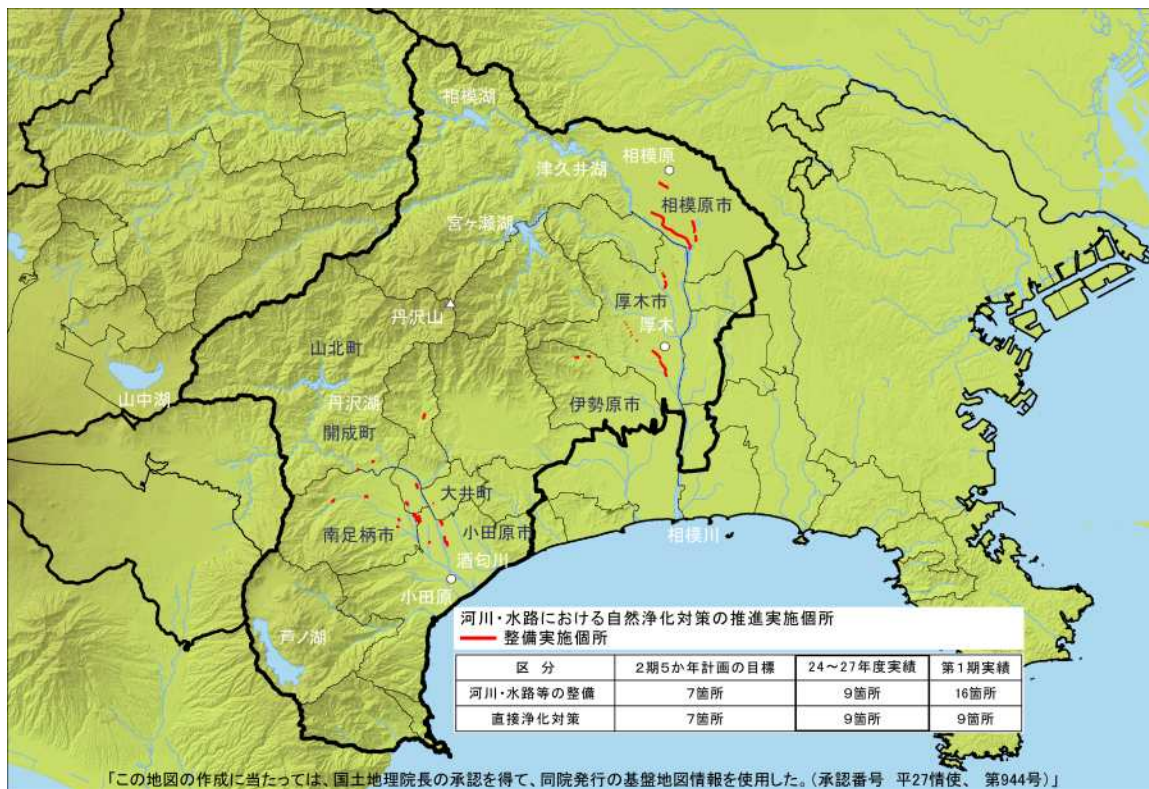 相模湖
相模原
津久井湖
相模原市
宮ヶ瀬湖
厚木市
丹沢山
厚木
山北町
山中湖
丹沢湖
伊勢原市
開成町
大井町
南足柄市
小田原市
相模川
酒匂川
小田原
芦ノ湖
河川・水路における自然浄化対策の推進実施個所
整備実施個所
区 分 2期5か年計画の目標 24～27年度実績 第1期実績
河川・水路等の整備 7箇所 9箇所 16箇所
直接浄化対策 7箇所 9箇所 9箇所
「この地図の作成に当たっては、国土地理院長の承認を得て、同院発行の基盤地図情報を使用した。(承認番号 平27情使、 第944号)」